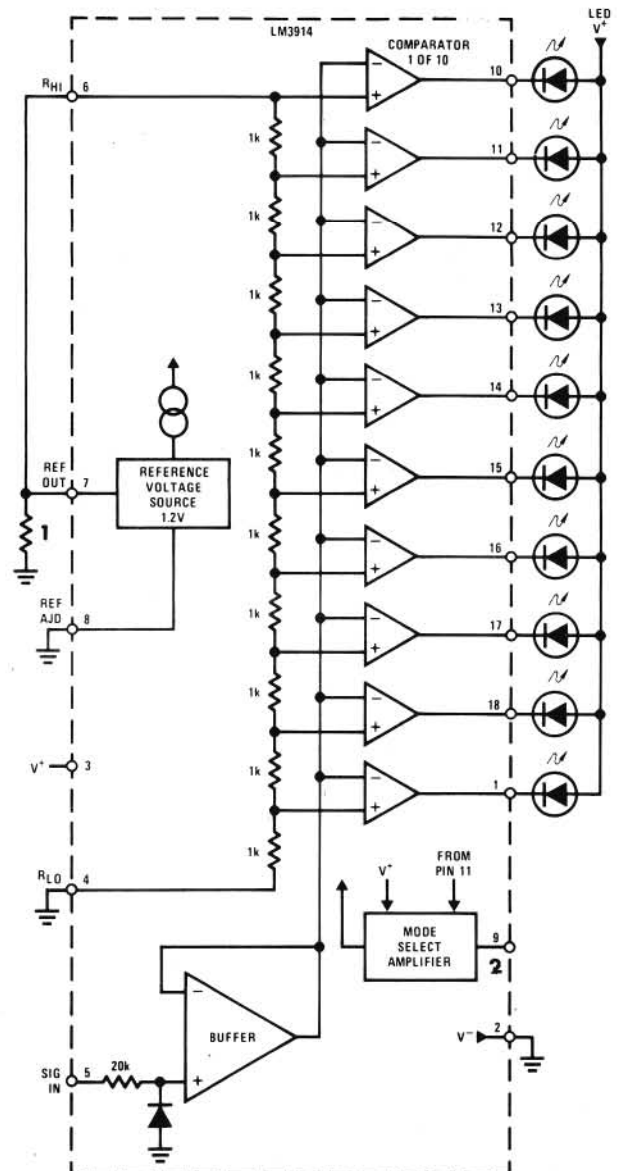 LED
V+
LM3914
COMPARATOR
1 OF 10
10
RHI
6
−
+
1k
11
−
+
1k
12
−
+
1k
13
−
+
1k
14
−
+
1k
15
−
+
REF
OUT
7
REFERENCE
VOLTAGE
SOURCE
1.2V
1
1k
16
−
+
REF
AJD
8
1k
17
−
+
1k
18
−
+
V+
3
1k
1
−
+
1k
RLO
4
V+
FROM
PIN 11
MODE
SELECT
AMPLIFIER
9
2
−
BUFFER
+
V−
2
SIG
IN
5
20k